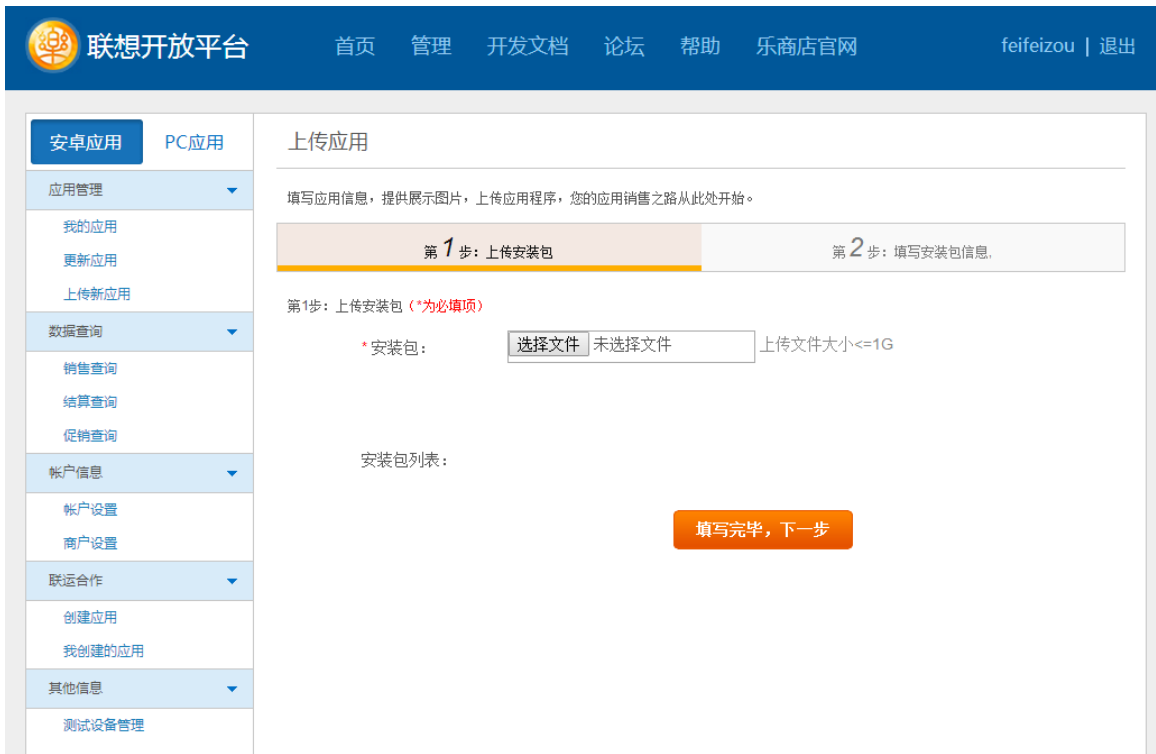 樂 联想开放平台 首页 管理 开发文档 论坛 帮助 乐商店官网 feifeizou | 退出
安卓应用 PC应用
应用管理
我的应用
更新应用
上传新应用
数据查询
销售查询
结算查询
促销查询
帐户信息
帐户设置
商户设置
联运合作
创建应用
我创建的应用
其他信息
测试设备管理
上传应用
填写应用信息，提供展示图片，上传应用程序，您的应用销售之路从此处开始。
第1步：上传安装包 第2步：填写安装包信息.
第1步：上传安装包（*为必填项）
*安装包： 选择文件 未选择文件 上传文件大小<=1G
安装包列表：
填写完毕，下一步